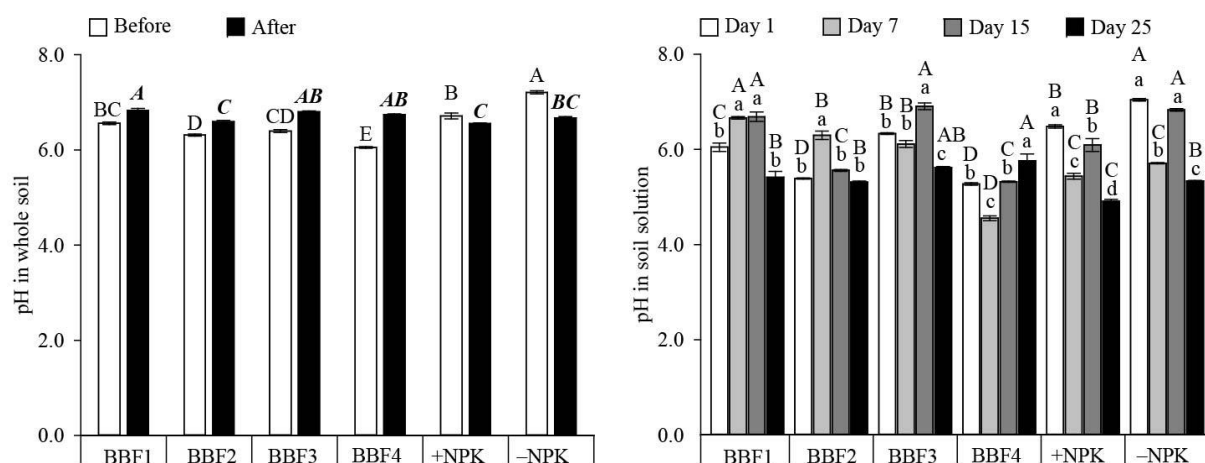 Before After
8.0
6.0
4.0
2.0
0.0
pH in whole soil
BC A
D C
CD AB
E AB
B C
A BC
BBF1 BBF2 BBF3 BBF4 +NPK –NPK
Day 1 Day 7 Day 15 Day 25
8.0
6.0
4.0
2.0
0.0
pH in soil solution
C A A B
b a a b
D B C B
b a b b
B B A AB
b b a c
D D C A
b c b a
B C B C
a c b d
A C A B
a b a c
BBF1 BBF2 BBF3 BBF4 +NPK –NPK